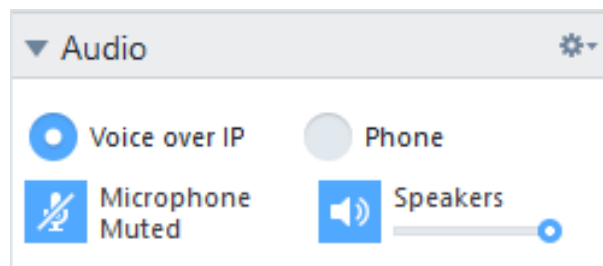 Audio
Voice over IP
Phone
Microphone
Muted
Speakers